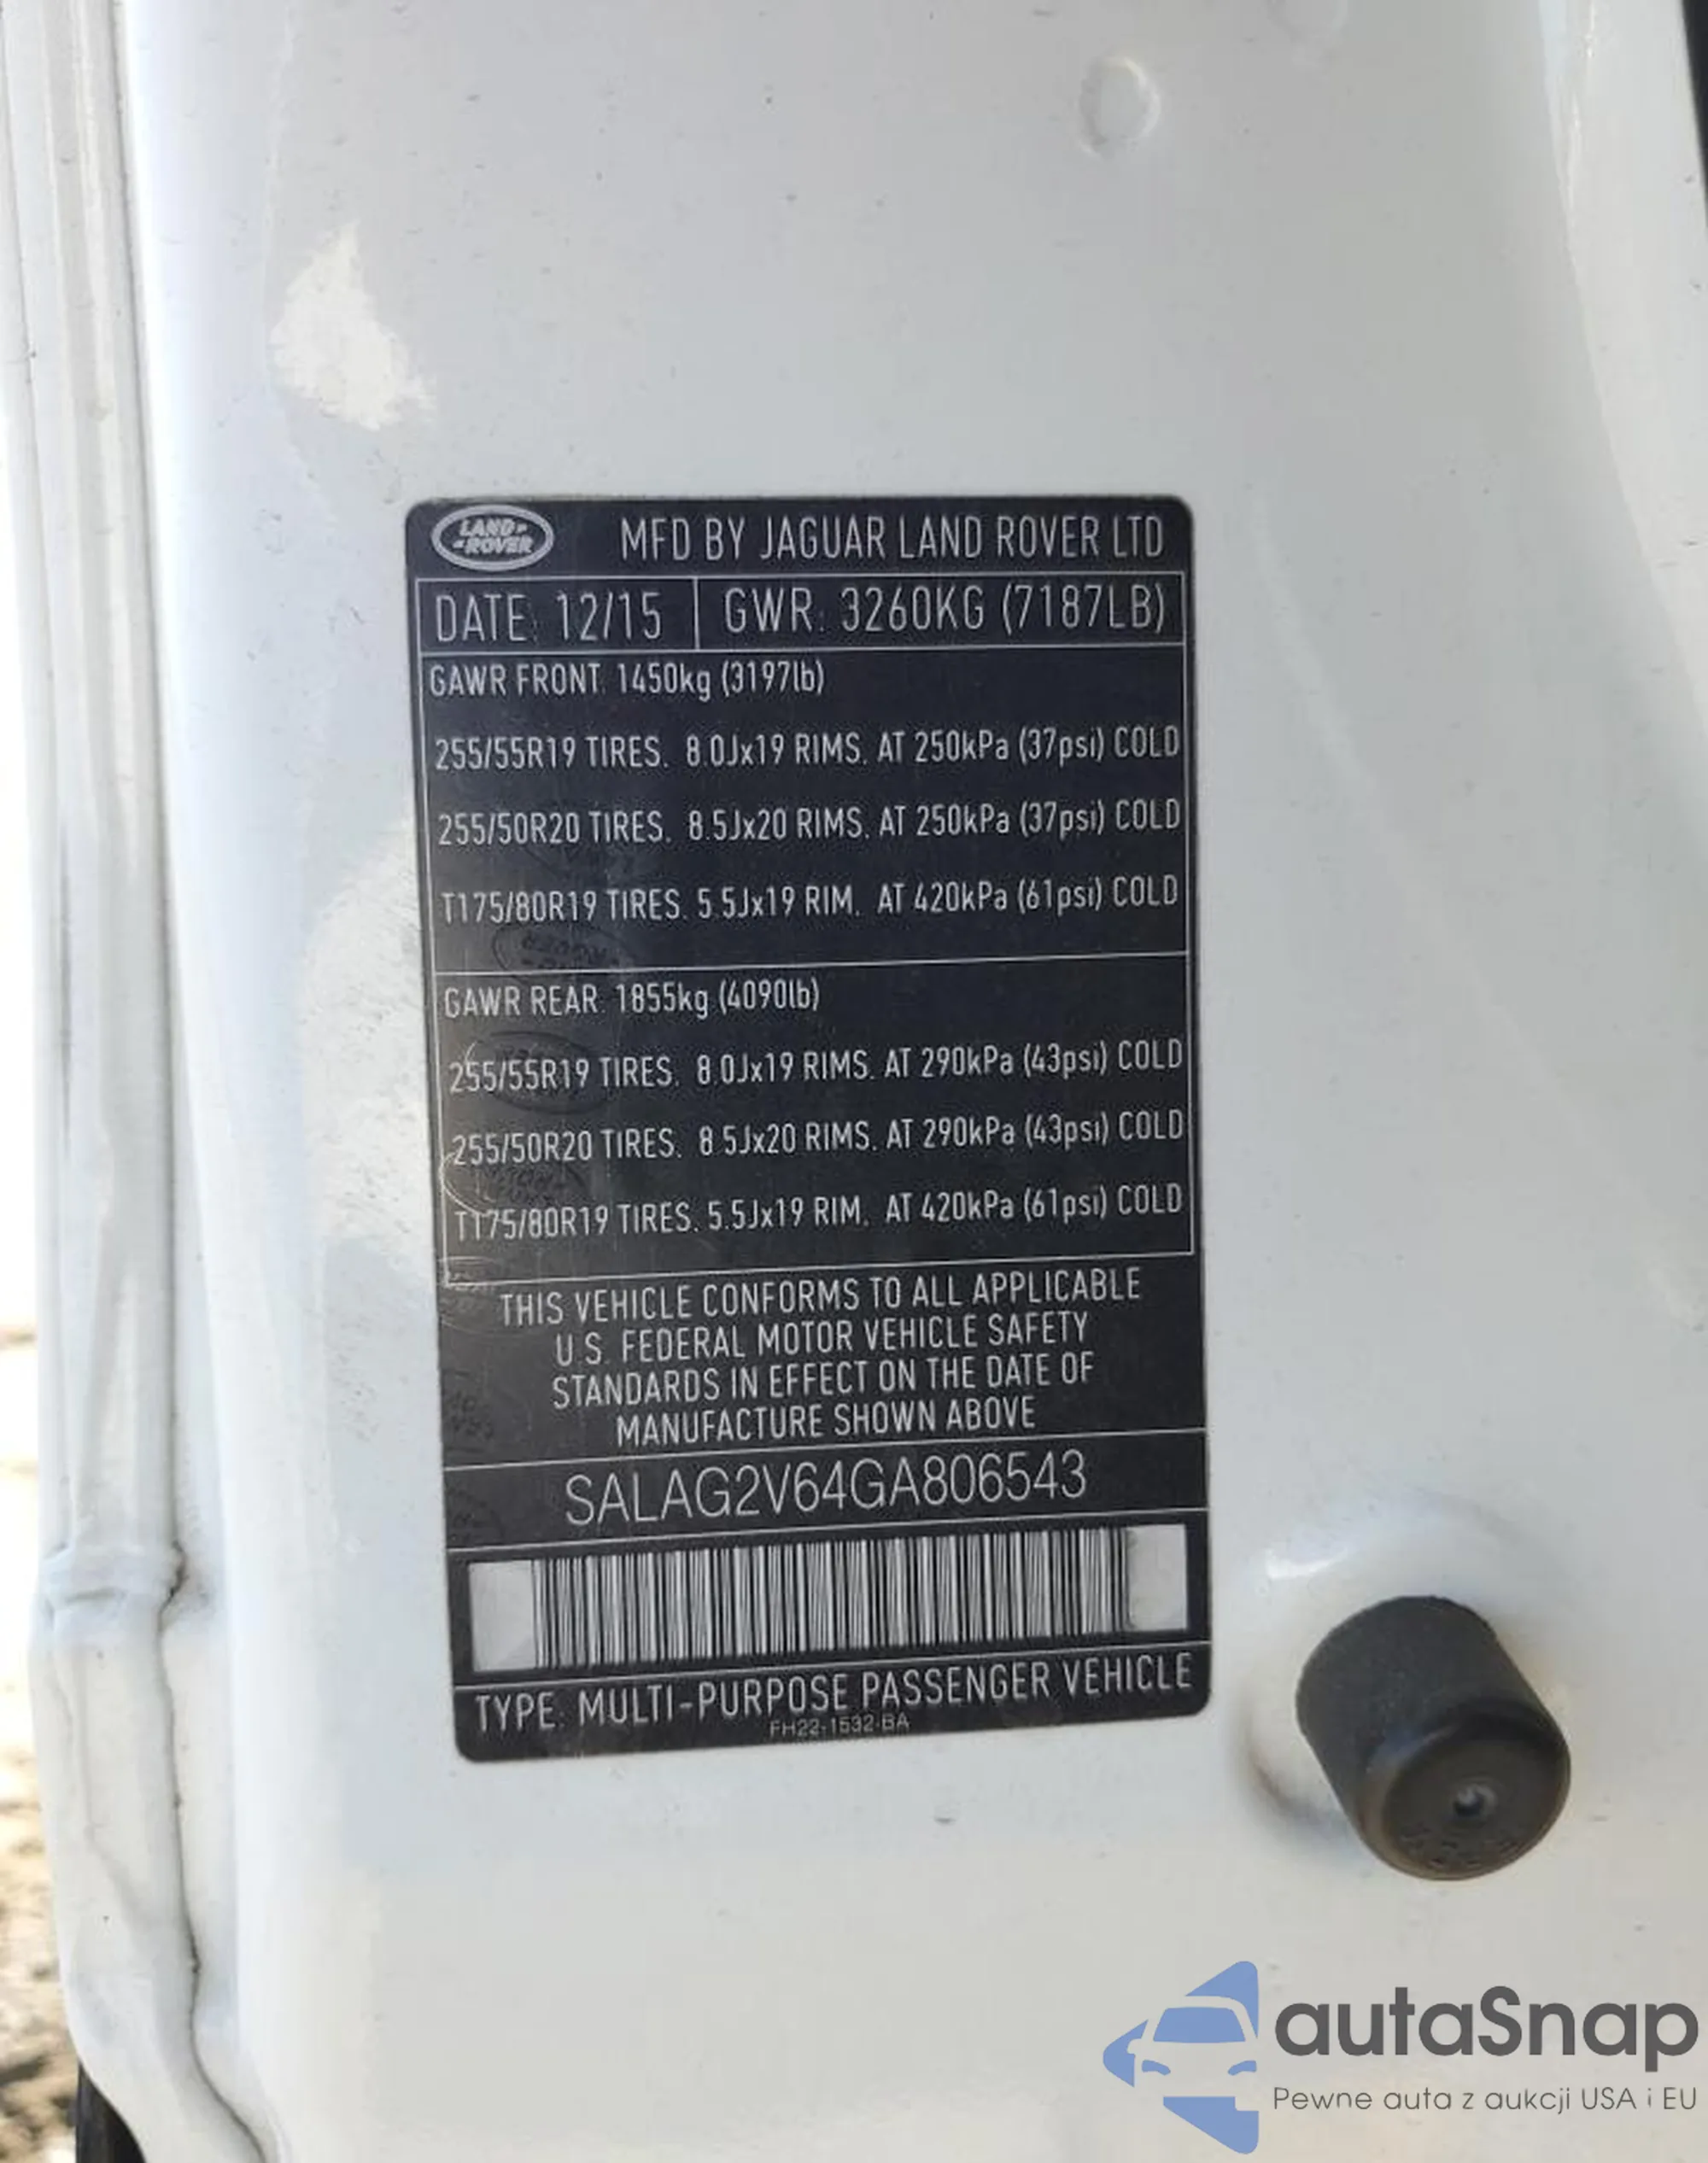 LAND ROVER
MFD BY JAGUAR LAND ROVER LTD
DATE: 12/15 GWR: 3260KG (7187LB)
GAWR FRONT: 1450kg (3197lb)
255/55R19 TIRES. 8.0Jx19 RIMS. AT 250kPa (37psi) COLD
255/50R20 TIRES. 8.5Jx20 RIMS. AT 250kPa (37psi) COLD
T175/80R19 TIRES. 5.5Jx19 RIM. AT 420kPa (61psi) COLD
GAWR REAR: 1855kg (4090lb)
255/55R19 TIRES. 8.0Jx19 RIMS. AT 290kPa (43psi) COLD
255/50R20 TIRES. 8.5Jx20 RIMS. AT 290kPa (43psi) COLD
T175/80R19 TIRES. 5.5Jx19 RIM. AT 420kPa (61psi) COLD
THIS VEHICLE CONFORMS TO ALL APPLICABLE
U.S. FEDERAL MOTOR VEHICLE SAFETY
STANDARDS IN EFFECT ON THE DATE OF
MANUFACTURE SHOWN ABOVE
SALAG2V64GA806543
TYPE: MULTI-PURPOSE PASSENGER VEHICLE
FH22-1532-BA
autaSnap
Pewne auta z aukcji USA i EU